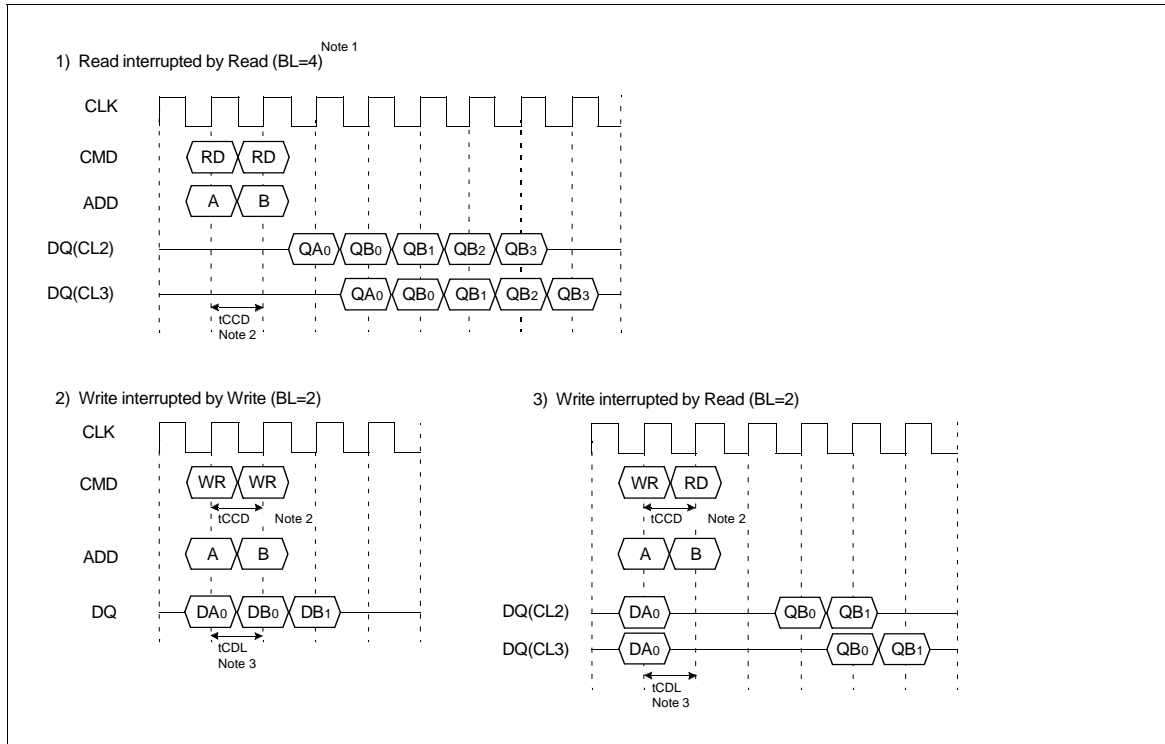 1) Read interrupted by Read (BL=4) Note 1
CLK
CMD RD RD
ADD A B
DQ(CL2) QA0 QB0 QB1 QB2 QB3
DQ(CL3) QA0 QB0 QB1 QB2 QB3
tCCD
Note 2
2) Write interrupted by Write (BL=2)
CLK
CMD WR WR
tCCD Note 2
ADD A B
DQ DA0 DB0 DB1
tCDL
Note 3
3) Write interrupted by Read (BL=2)
CLK
CMD WR RD
tCCD Note 2
ADD A B
DQ(CL2) DA0 QB0 QB1
DQ(CL3) DA0 QB0 QB1
tCDL
Note 3